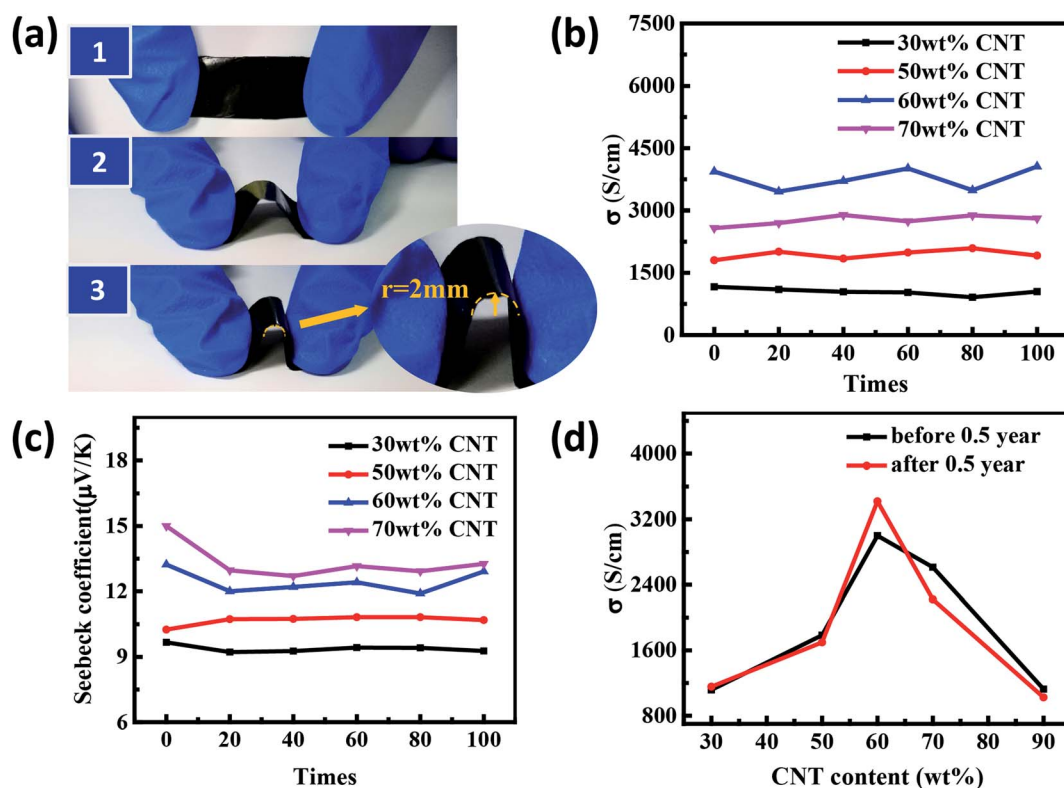 (a)
1
2
3
r=2mm
(b)
σ (S/cm)
7500
6000
4500
3000
1500
0
30wt% CNT
50wt% CNT
60wt% CNT
70wt% CNT
0 20 40 60 80 100
Times
(c)
Seebeck coefficient(μV/K)
18
15
12
9
6
30wt% CNT
50wt% CNT
60wt% CNT
70wt% CNT
0 20 40 60 80 100
Times
(d)
σ (S/cm)
4000
3200
2400
1600
800
before 0.5 year
after 0.5 year
30 40 50 60 70 80 90
CNT content (wt%)